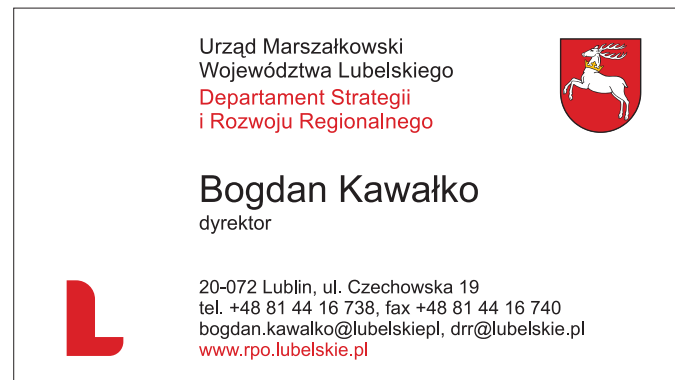 Urząd Marszałkowski
Województwa Lubelskiego
Departament Strategii
i Rozwoju Regionalnego
Bogdan Kawałko
dyrektor
20-072 Lublin, ul. Czechowska 19
tel. +48 81 44 16 738, fax +48 81 44 16 740
bogdan.kawalko@lubelskiepl, drr@lubelskie.pl
www.rpo.lubelskie.pl